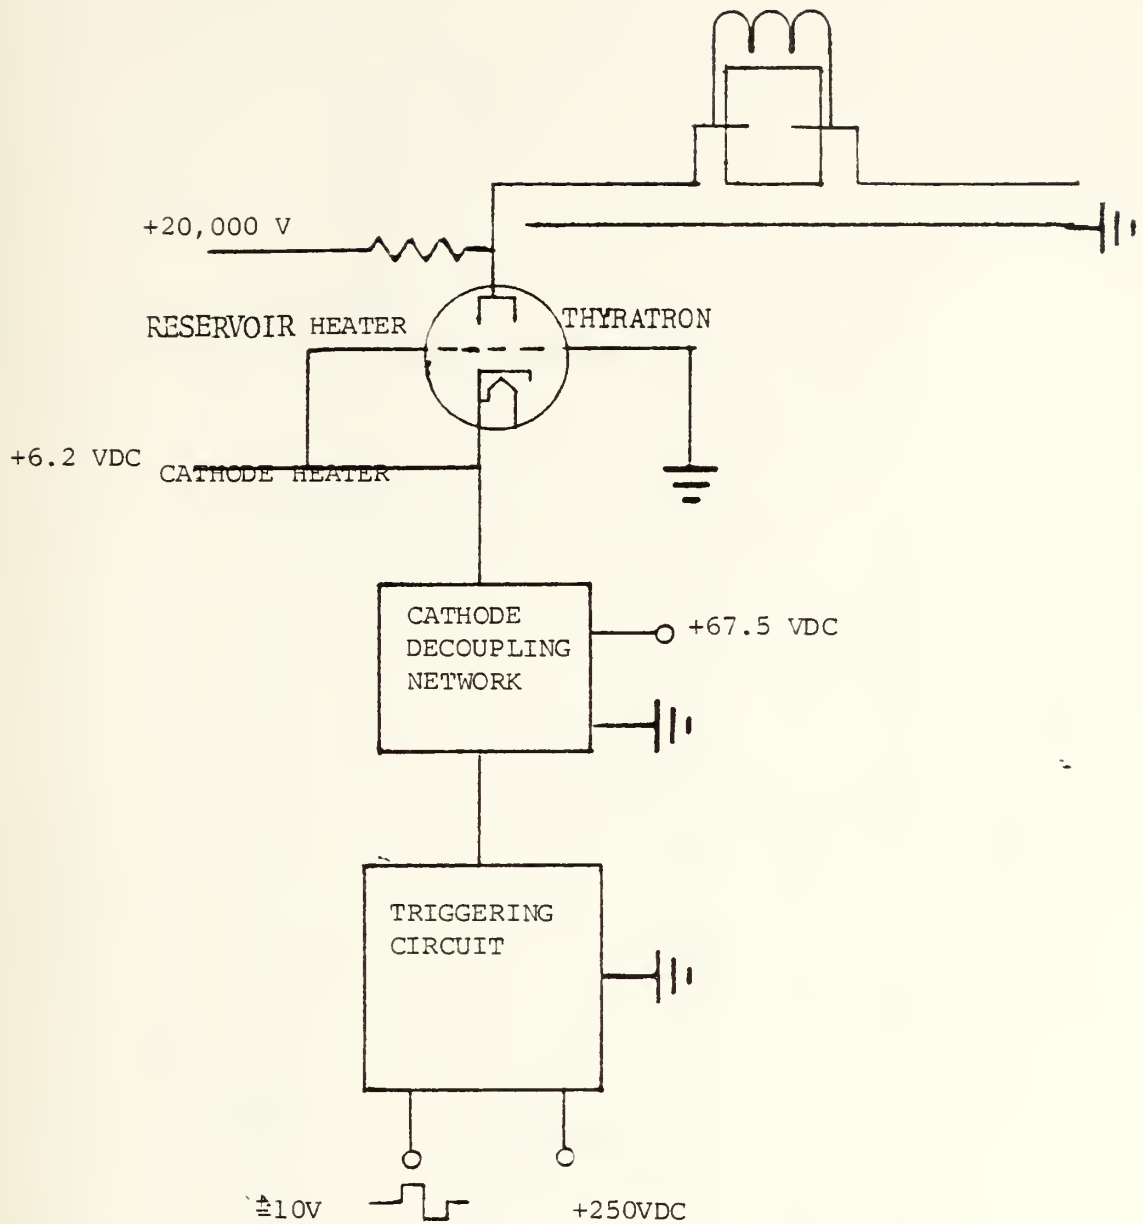 +20,000 V
RESERVOIR HEATER
THYRATRON
+6.2 VDC
CATHODE HEATER
CATHODE
DECOUPLING
NETWORK
+67.5 VDC
TRIGGERING
CIRCUIT
±10V
+250VDC